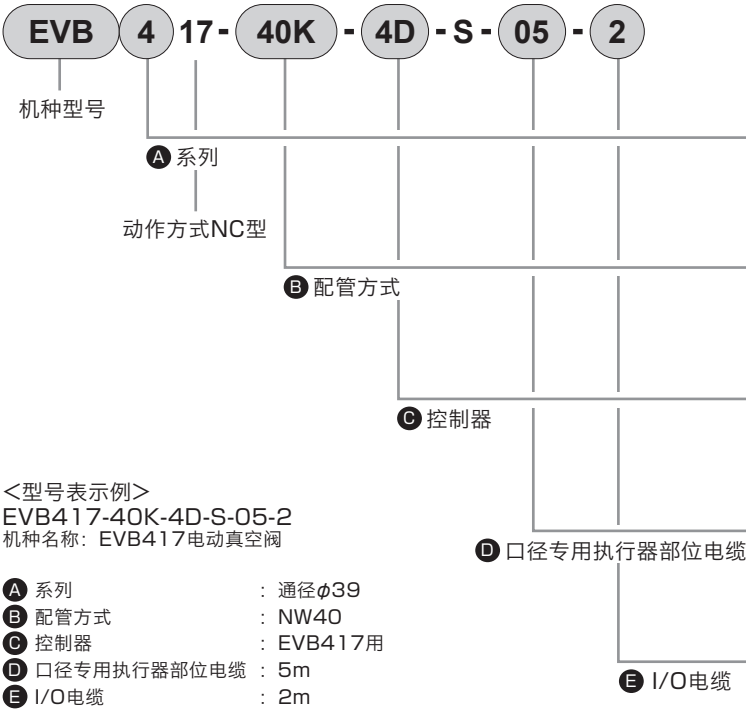 EVB 4 17 - 40K - 4D - S - 05 - 2
机种型号
A 系列
动作方式NC型
B 配管方式
C 控制器
<型号表示例>
EVB417-40K-4D-S-05-2
机种名称：EVB417电动真空阀
D 口径专用执行器部位电缆
A 系列 : 通径φ39
B 配管方式 : NW40
C 控制器 : EVB417用
D 口径专用执行器部位电缆 : 5m
E I/O电缆 : 2m
E I/O电缆